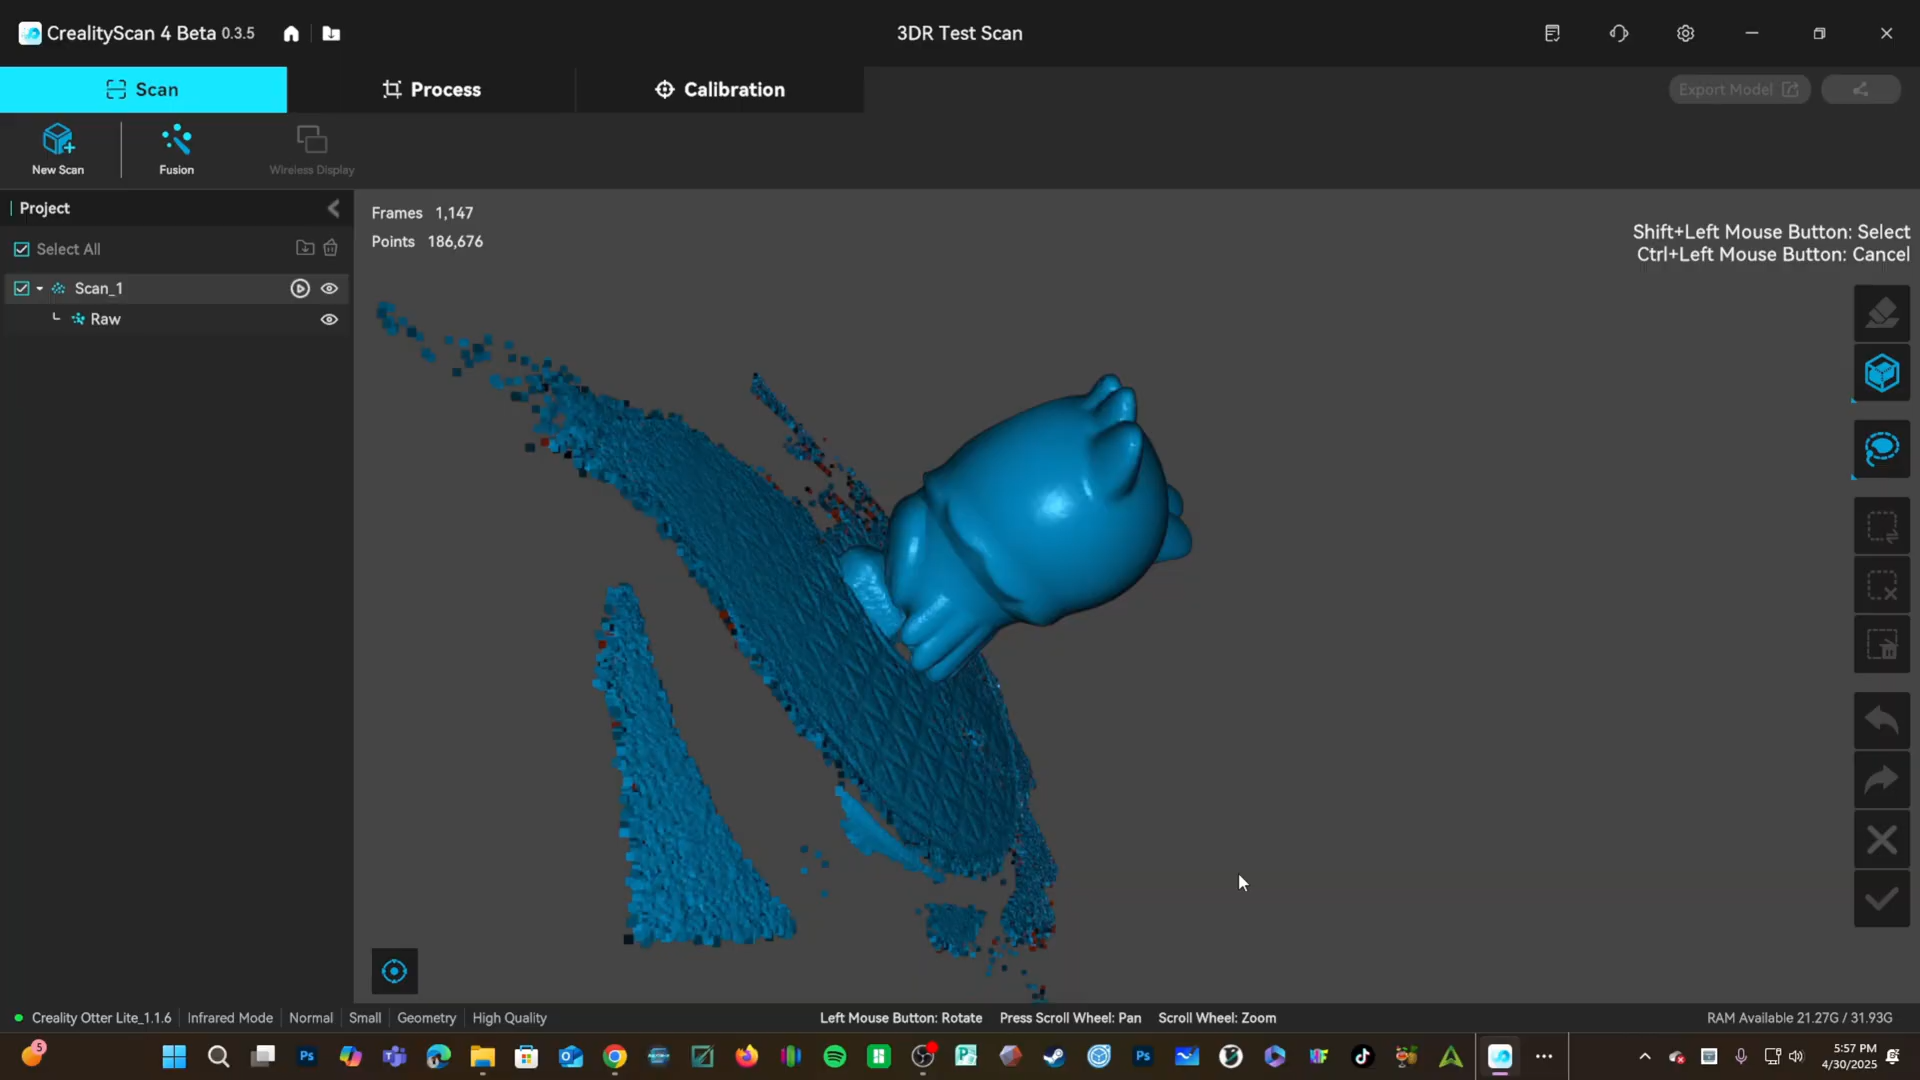 CrealityScan 4 Beta 0.3.5
3DR Test Scan
Scan
Process
Calibration
Export Model
New Scan
Fusion
Wireless Display
Project
Select All
Scan_1
Raw
Frames 1,147
Points 186,676
Shift+Left Mouse Button: Select
Ctrl+Left Mouse Button: Cancel
Creality Otter Lite_1.1.6
Infrared Mode
Normal
Small
Geometry
High Quality
Left Mouse Button: Rotate
Press Scroll Wheel: Pan
Scroll Wheel: Zoom
RAM Available 21.27G / 31.93G
5
Ps
Ps
5:57 PM
4/30/2025